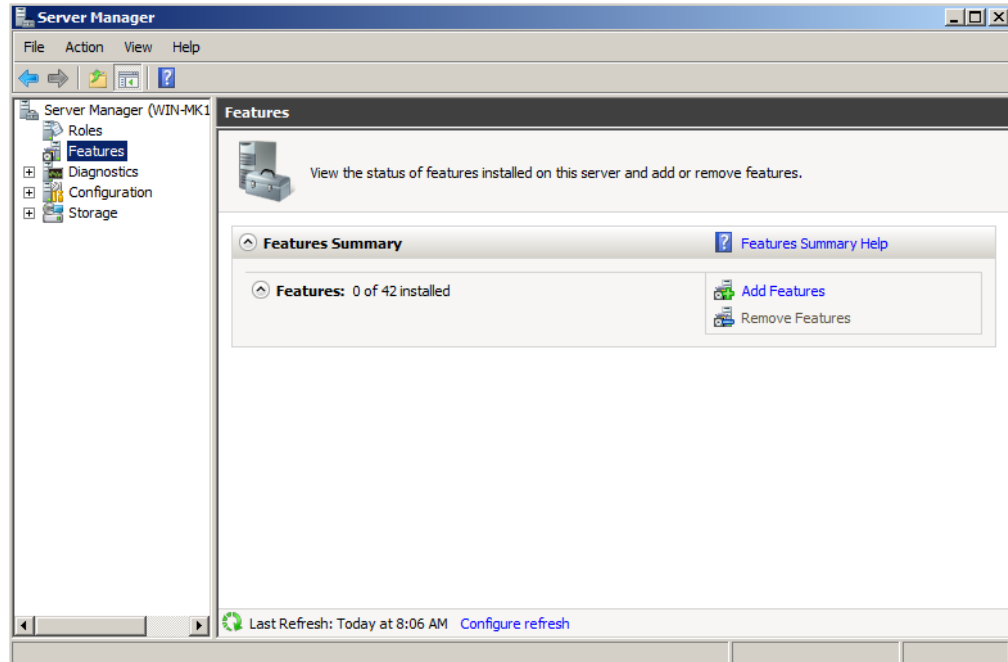 Server Manager
File Action View Help
Server Manager (WIN-MK1
Roles
Features
Diagnostics
Configuration
Storage
Features
View the status of features installed on this server and add or remove features.
Features Summary
Features Summary Help
Features: 0 of 42 installed
Add Features
Remove Features
Last Refresh: Today at 8:06 AM Configure refresh